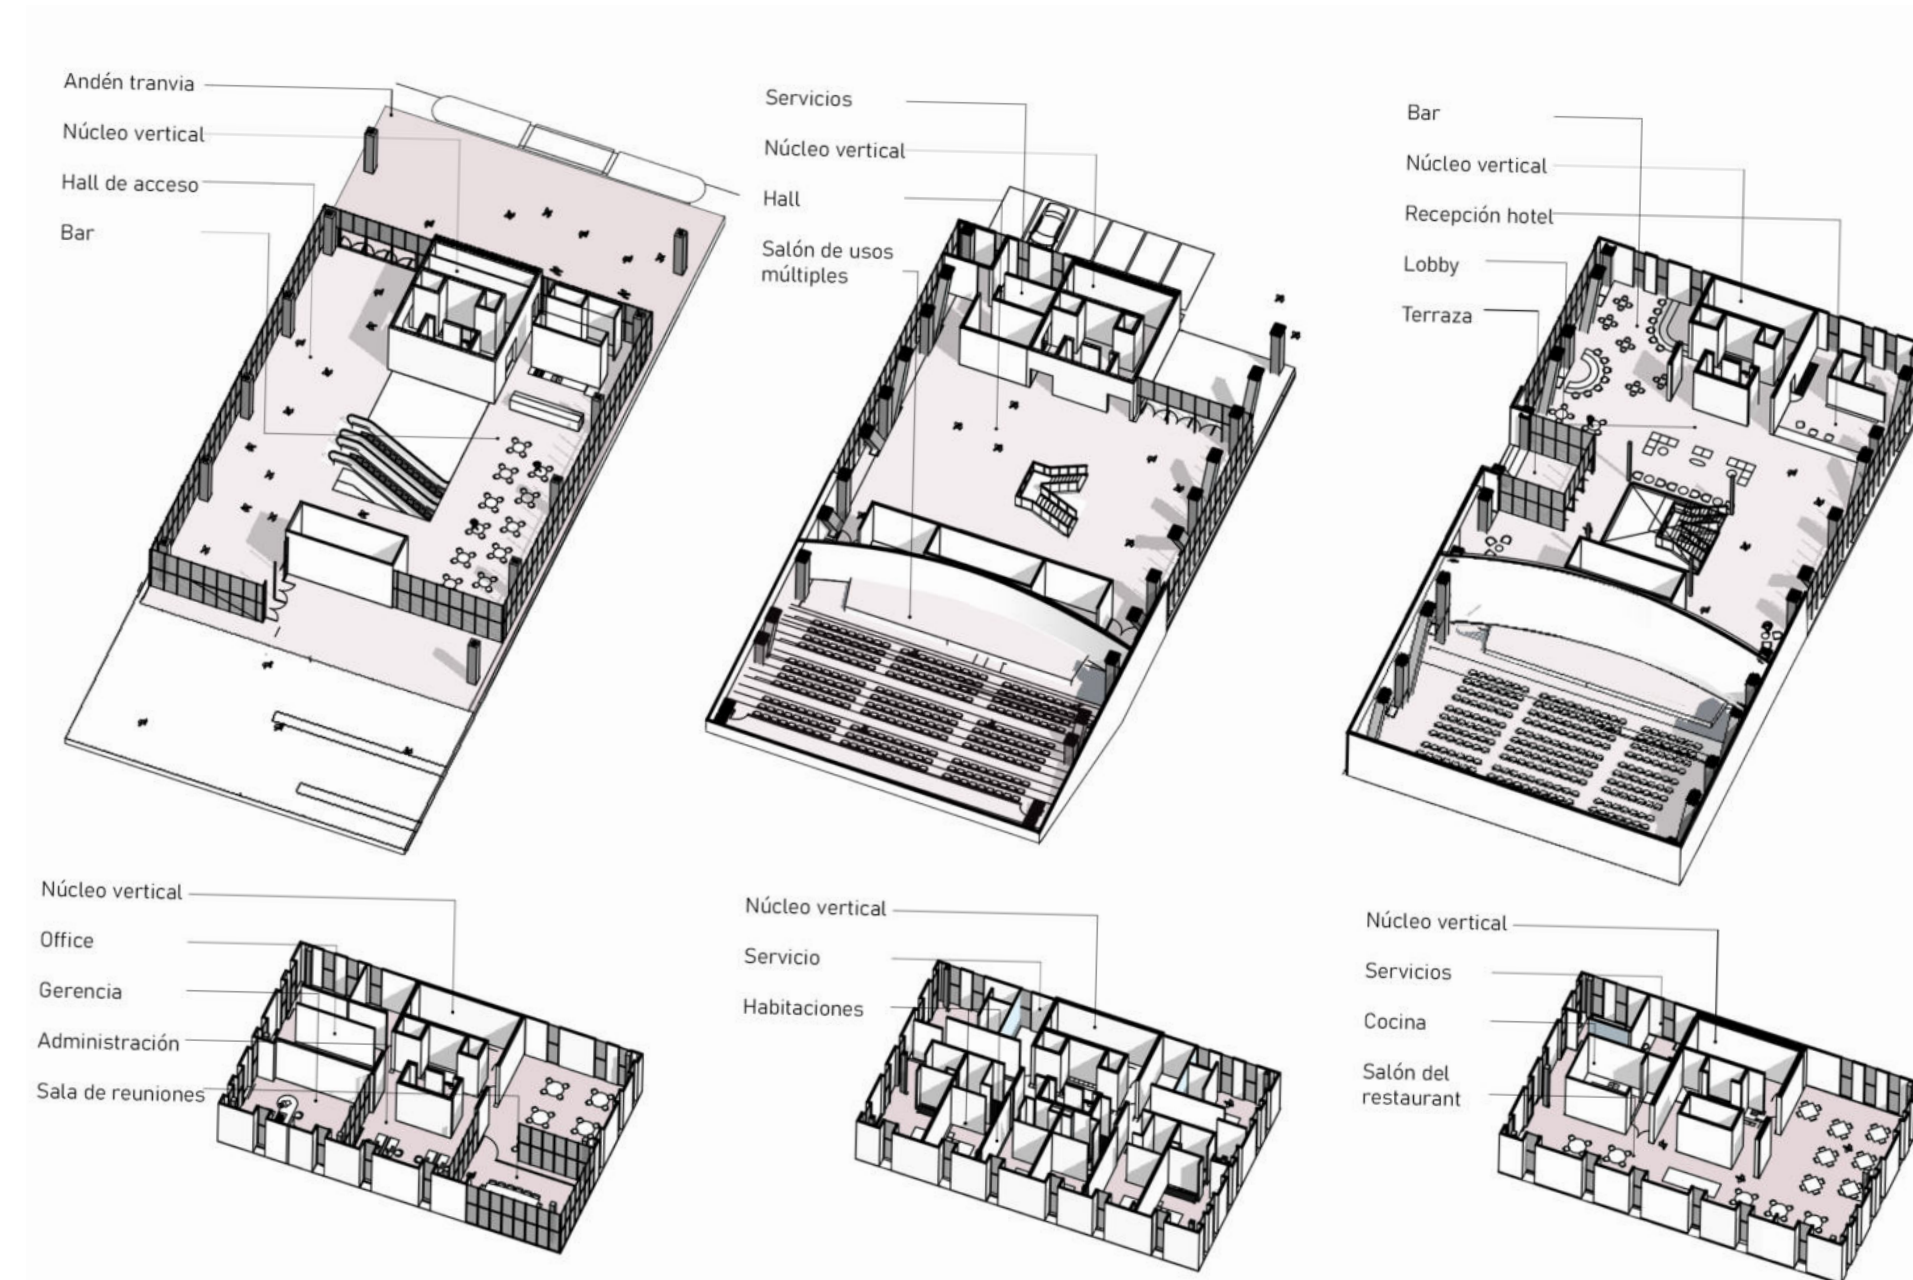 Andén tranvia
Núcleo vertical
Hall de acceso
Bar
Servicios
Núcleo vertical
Hall
Salón de usos
múltiples
Bar
Núcleo vertical
Recepción hotel
Lobby
Terraza
Núcleo vertical
Office
Gerencia
Administración
Sala de reuniones
Núcleo vertical
Servicio
Habitaciones
Núcleo vertical
Servicios
Cocina
Salón del
restaurant